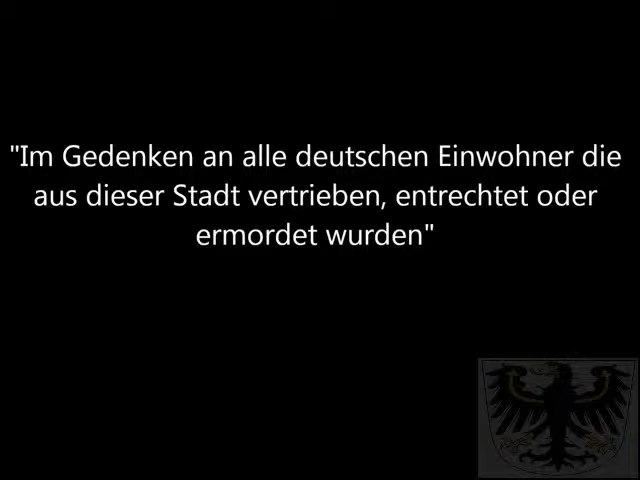 "Im Gedenken an alle deutschen Einwohner die
aus dieser Stadt vertrieben, entrechtet oder
ermordet wurden"